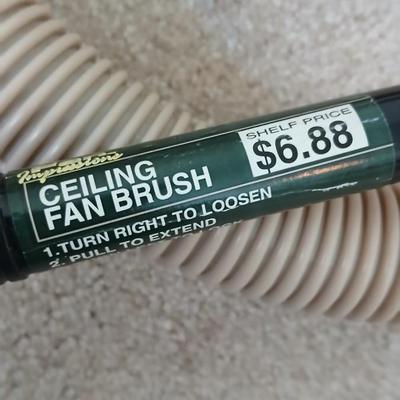 Impressions
CEILING
FAN BRUSH
SHELF PRICE
$6.88
1. TURN RIGHT TO LOOSEN
2. PULL TO EXTEND